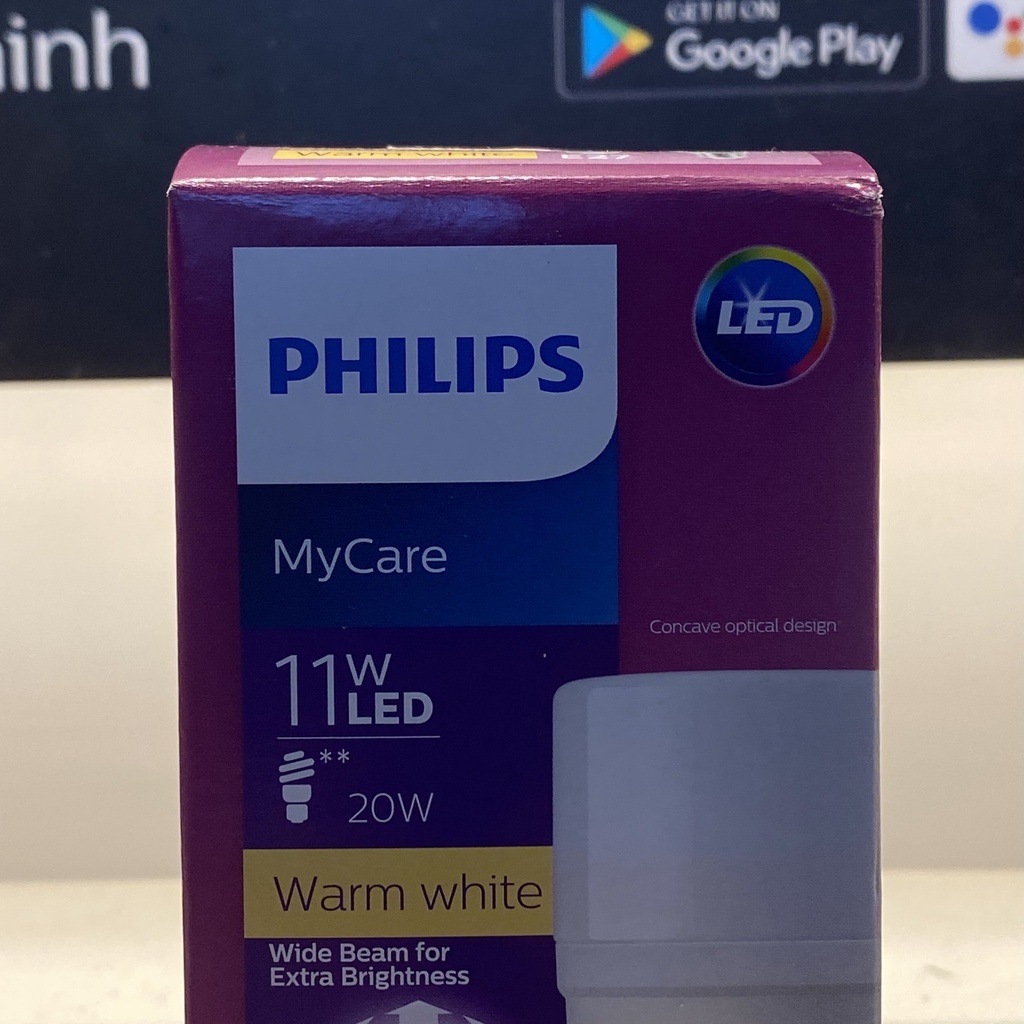 inh
GET IT ON
Google Play
Warm white E27
PHILIPS
LED
MyCare
Concave optical design
11W
LED
**
20W
Warm white
Wide Beam for
Extra Brightness